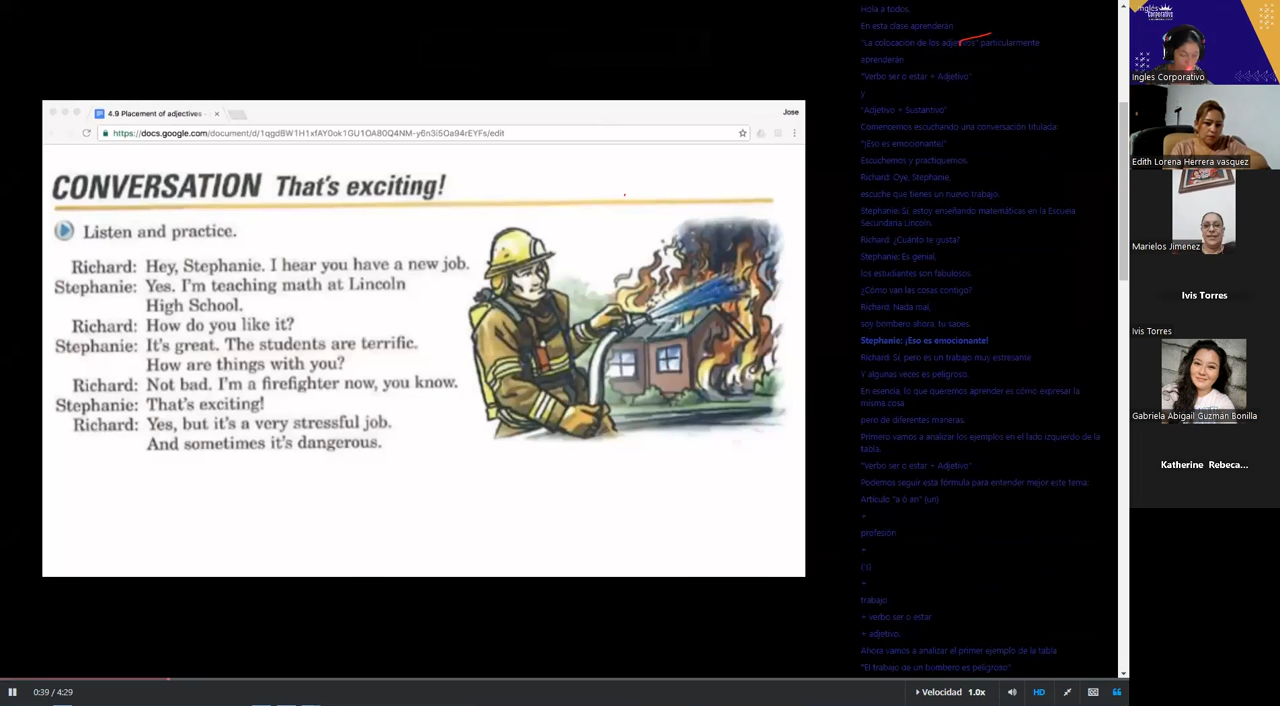 4.9 Placement of adjectives -
Jose
https://docs.google.com/document/d/1qgdBW1H1xfAY0ok1GU1OA80Q4NM-y6n3i5Oa94rEYFs/edit
CONVERSATION That's exciting!
Listen and practice.
Richard: Hey, Stephanie. I hear you have a new job.
Stephanie: Yes. I'm teaching math at Lincoln
High School.
Richard: How do you like it?
Stephanie: It's great. The students are terrific.
How are things with you?
Richard: Not bad. I'm a firefighter now, you know.
Stephanie: That's exciting!
Richard: Yes, but it's a very stressful job.
And sometimes it's dangerous.
0:39 / 4:29
Velocidad 1.0x
HD
Hola a todos.
En esta clase aprenderán
"La colocación de los adjetivos" particularmente
aprenderán
"Verbo ser o estar + Adjetivo"
y
"Adjetivo + Sustantivo"
Comencemos escuchando una conversación titulada:
"¡Eso es emocionante!"
Escuchemos y practiquemos.
Richard: Oye, Stephanie,
escuche que tienes un nuevo trabajo.
Stephanie: Sí, estoy enseñando matemáticas en la Escuela
Secundaria Lincoln.
Richard: ¿Cuánto te gusta?
Stephanie: Es genial,
los estudiantes son fabulosos.
¿Cómo van las cosas contigo?
Richard: Nada mal,
soy bombero ahora, tu sabes.
Stephanie: ¡Eso es emocionante!
Richard: Sí, pero es un trabajo muy estresante
Y algunas veces es peligroso.
En esencia, lo que queremos aprender es cómo expresar la
misma cosa
pero de diferentes maneras.
Primero vamos a analizar los ejemplos en el lado izquierdo de la
tabla.
"Verbo ser o estar + Adjetivo"
Podemos seguir esta fórmula para entender mejor este tema:
Artículo "a ó an" (un)
+
profesión
+
('s)
+
trabajo
+ verbo ser o estar
+ adjetivo,
Ahora vamos a analizar el primer ejemplo de la tabla
"El trabajo de un bombero es peligroso"
Inglés
Corporativo
Ingles Corporativo
Edith Lorena Herrera vasquez
Marielos Jimenez
Ivis Torres
Ivis Torres
Gabriela Abigail Guzmán Bonilla
Katherine Rebeca...